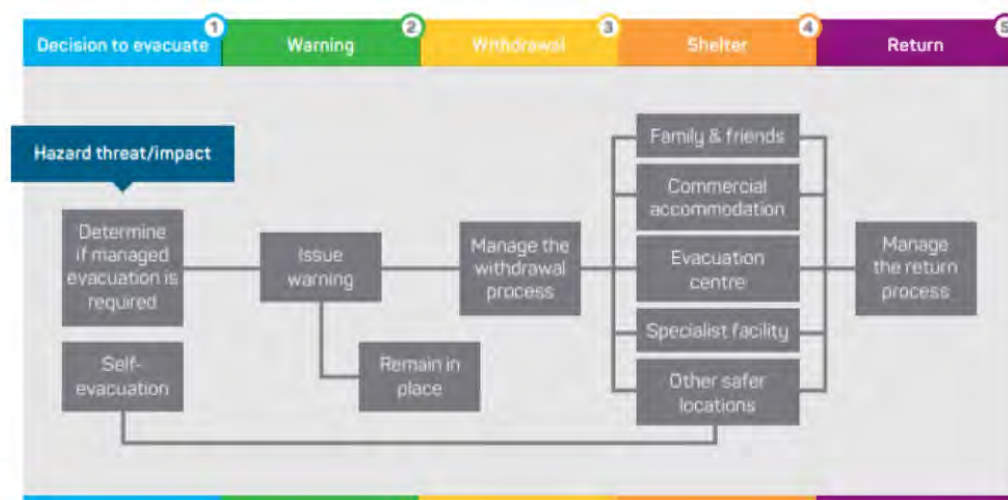 Decision to evacuate
1
Warning
2
Withdrawal
3
Shelter
4
Return
5
Hazard threat/impact
Determine
if managed
evacuation is
required
Self-
evacuation
Issue
warning
Remain in
place
Manage the
withdrawal
process
Family & friends
Commercial
accommodation
Evacuation
centre
Specialist facility
Other safer
locations
Manage
the return
process